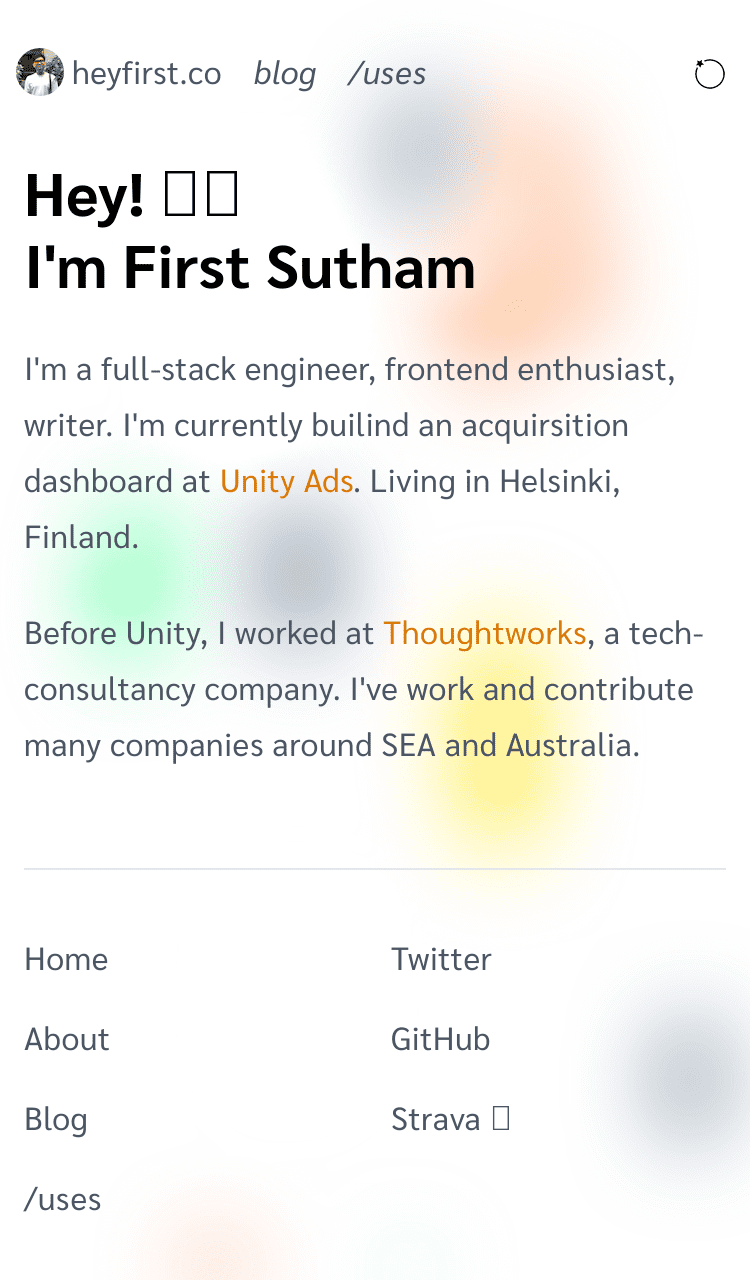 heyfirst.co blog /uses
Hey!
I'm First Sutham
I'm a full-stack engineer, frontend enthusiast,
writer. I'm currently builind an acquirsition
dashboard at Unity Ads. Living in Helsinki,
Finland.
Before Unity, I worked at Thoughtworks, a tech-
consultancy company. I've work and contribute
many companies around SEA and Australia.
Home
About
Blog
/uses
Twitter
GitHub
Strava